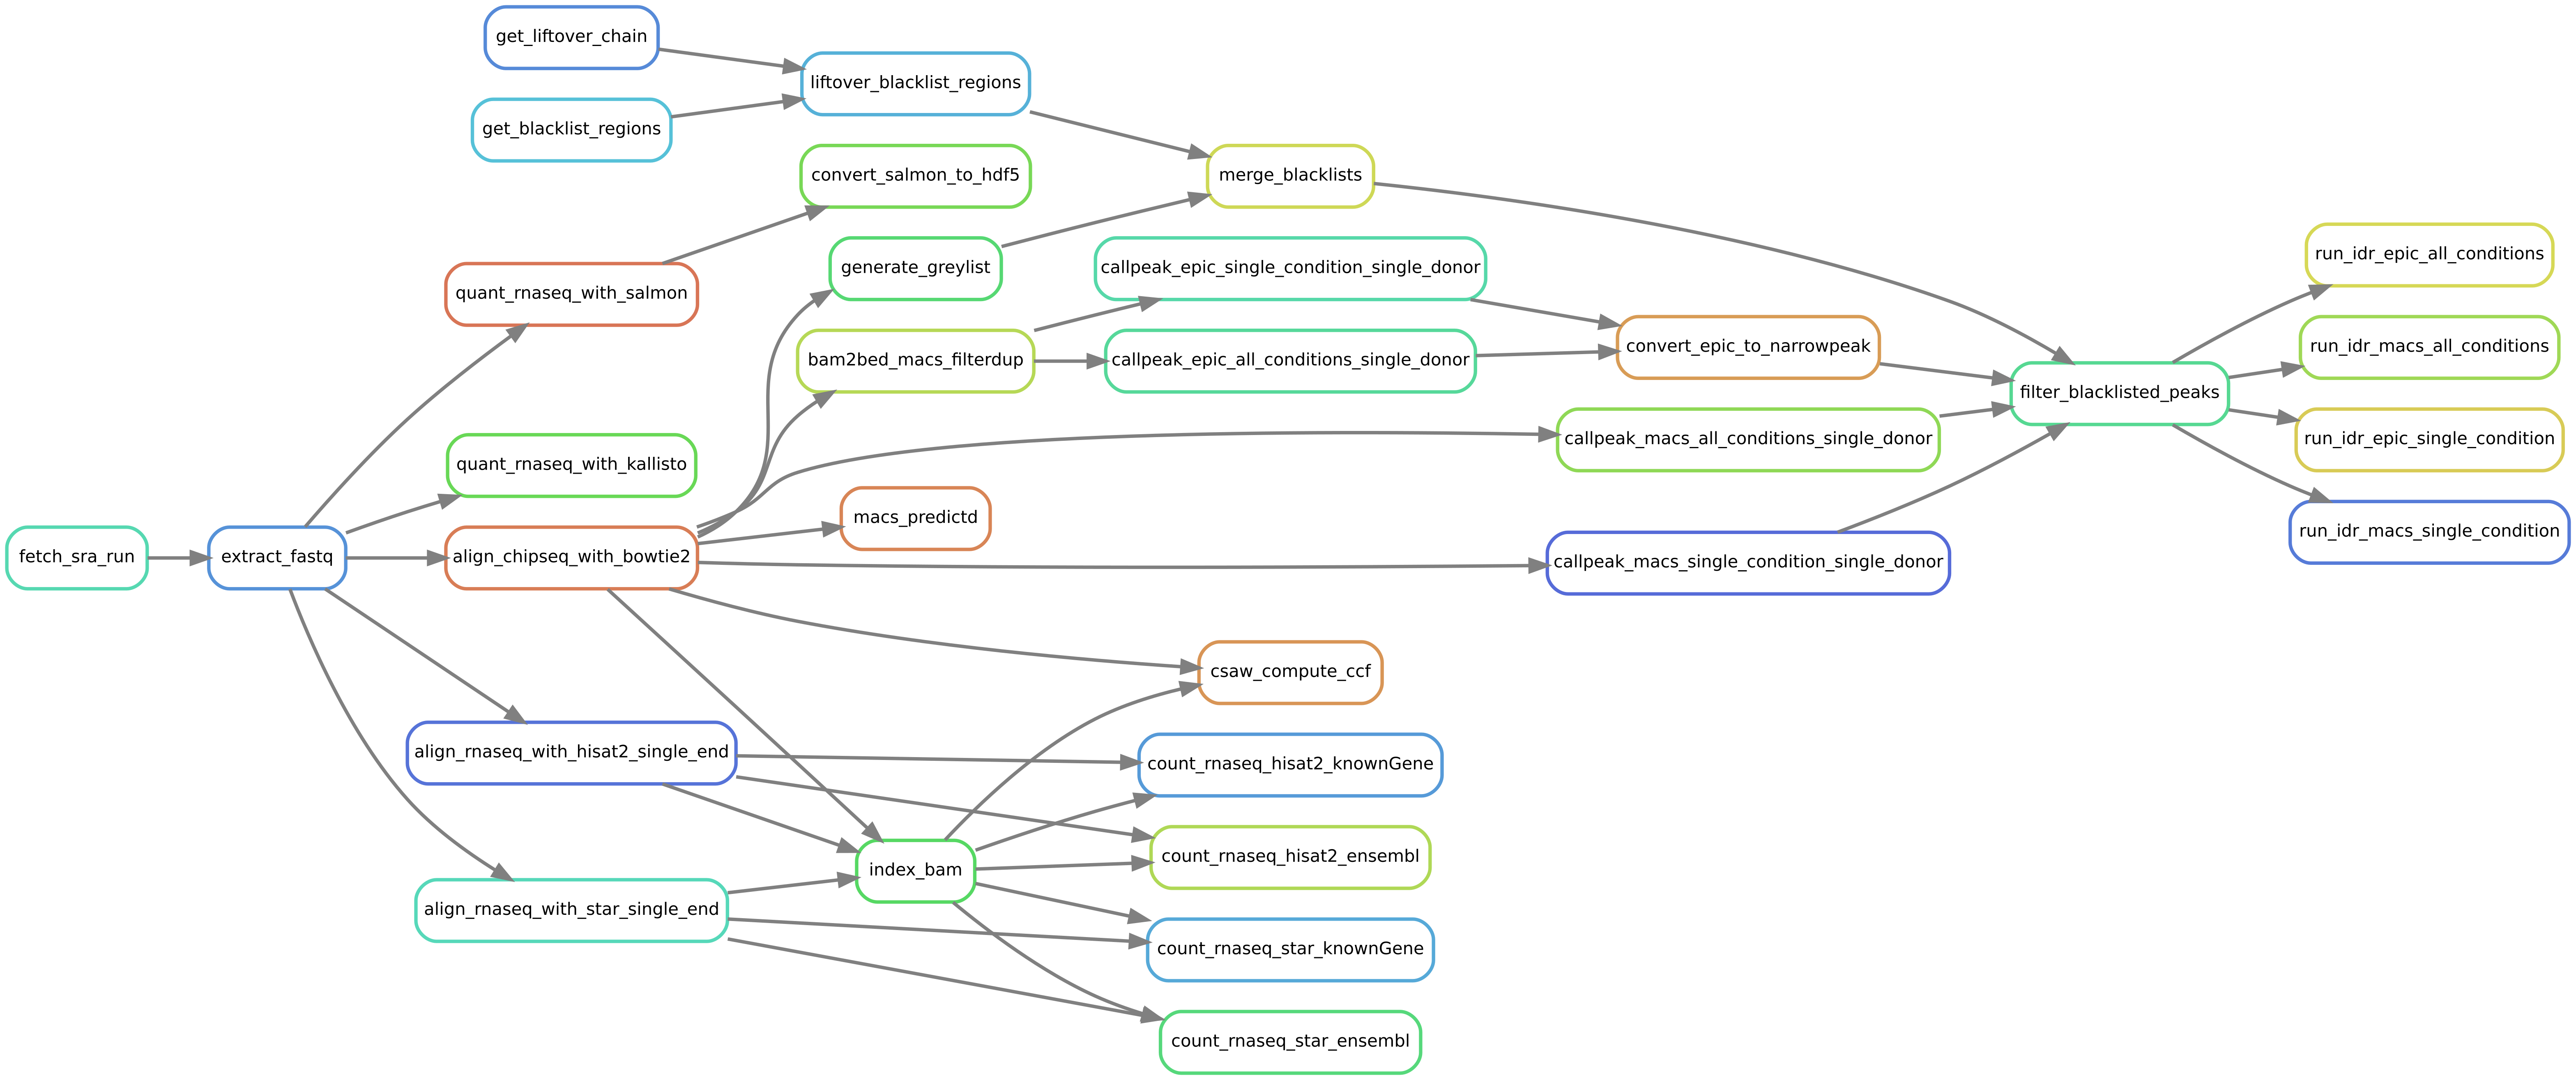 get_liftover_chain
liftover_blacklist_regions
get_blacklist_regions
convert_salmon_to_hdf5
merge_blacklists
run_idr_epic_all_conditions
generate_greylist
callpeak_epic_single_condition_single_donor
quant_rnaseq_with_salmon
run_idr_macs_all_conditions
convert_epic_to_narrowpeak
bam2bed_macs_filterdup
callpeak_epic_all_conditions_single_donor
filter_blacklisted_peaks
callpeak_macs_all_conditions_single_donor
run_idr_epic_single_condition
quant_rnaseq_with_kallisto
macs_predictd
run_idr_macs_single_condition
fetch_sra_run
extract_fastq
align_chipseq_with_bowtie2
callpeak_macs_single_condition_single_donor
csaw_compute_ccf
align_rnaseq_with_hisat2_single_end
count_rnaseq_hisat2_knownGene
count_rnaseq_hisat2_ensembl
index_bam
align_rnaseq_with_star_single_end
count_rnaseq_star_knownGene
count_rnaseq_star_ensembl